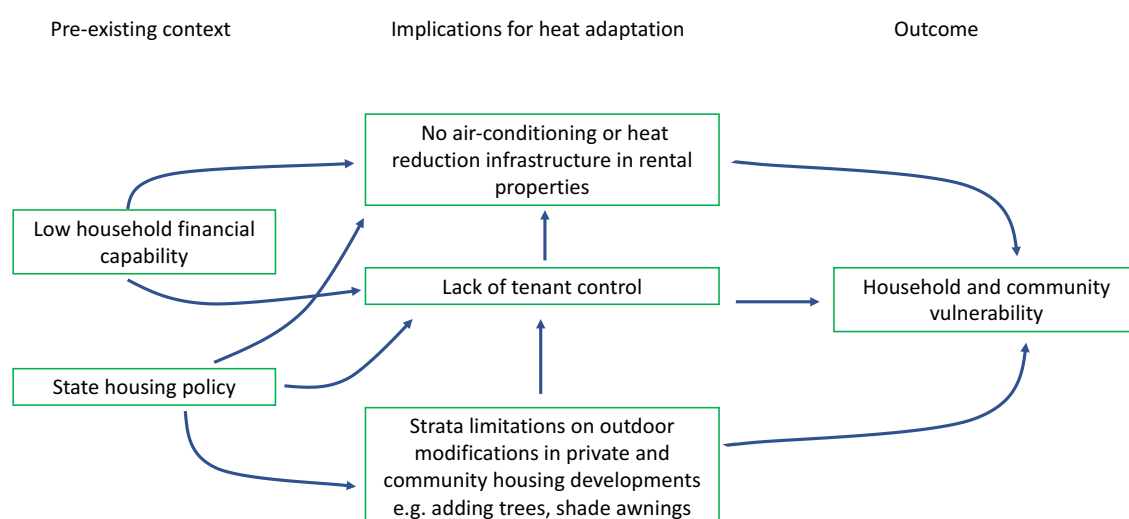 Pre-existing context
Implications for heat adaptation
Outcome
No air-conditioning or heat
reduction infrastructure in rental
properties
Low household financial
capability
Lack of tenant control
Household and community
vulnerability
State housing policy
Strata limitations on outdoor
modifications in private and
community housing developments
e.g. adding trees, shade awnings